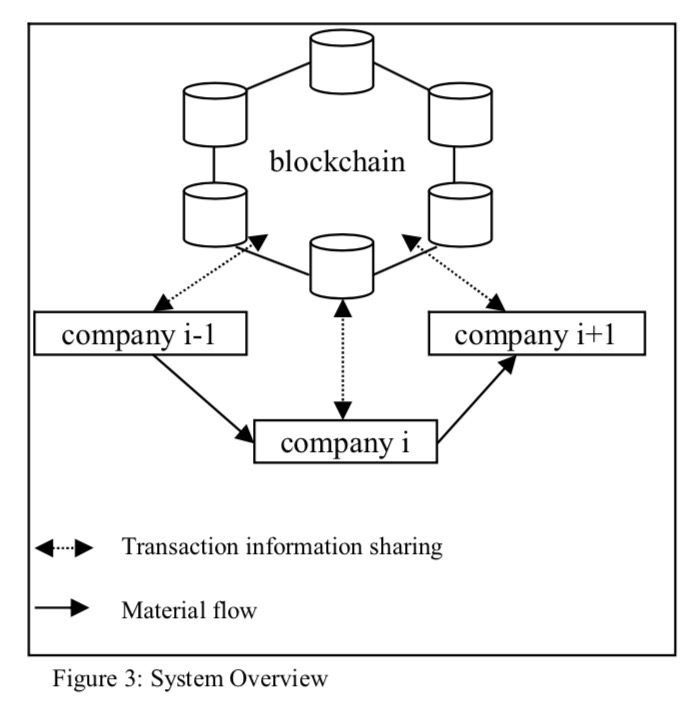 blockchain
company i-1
company i+1
company i
Transaction information sharing
Material flow
Figure 3: System Overview